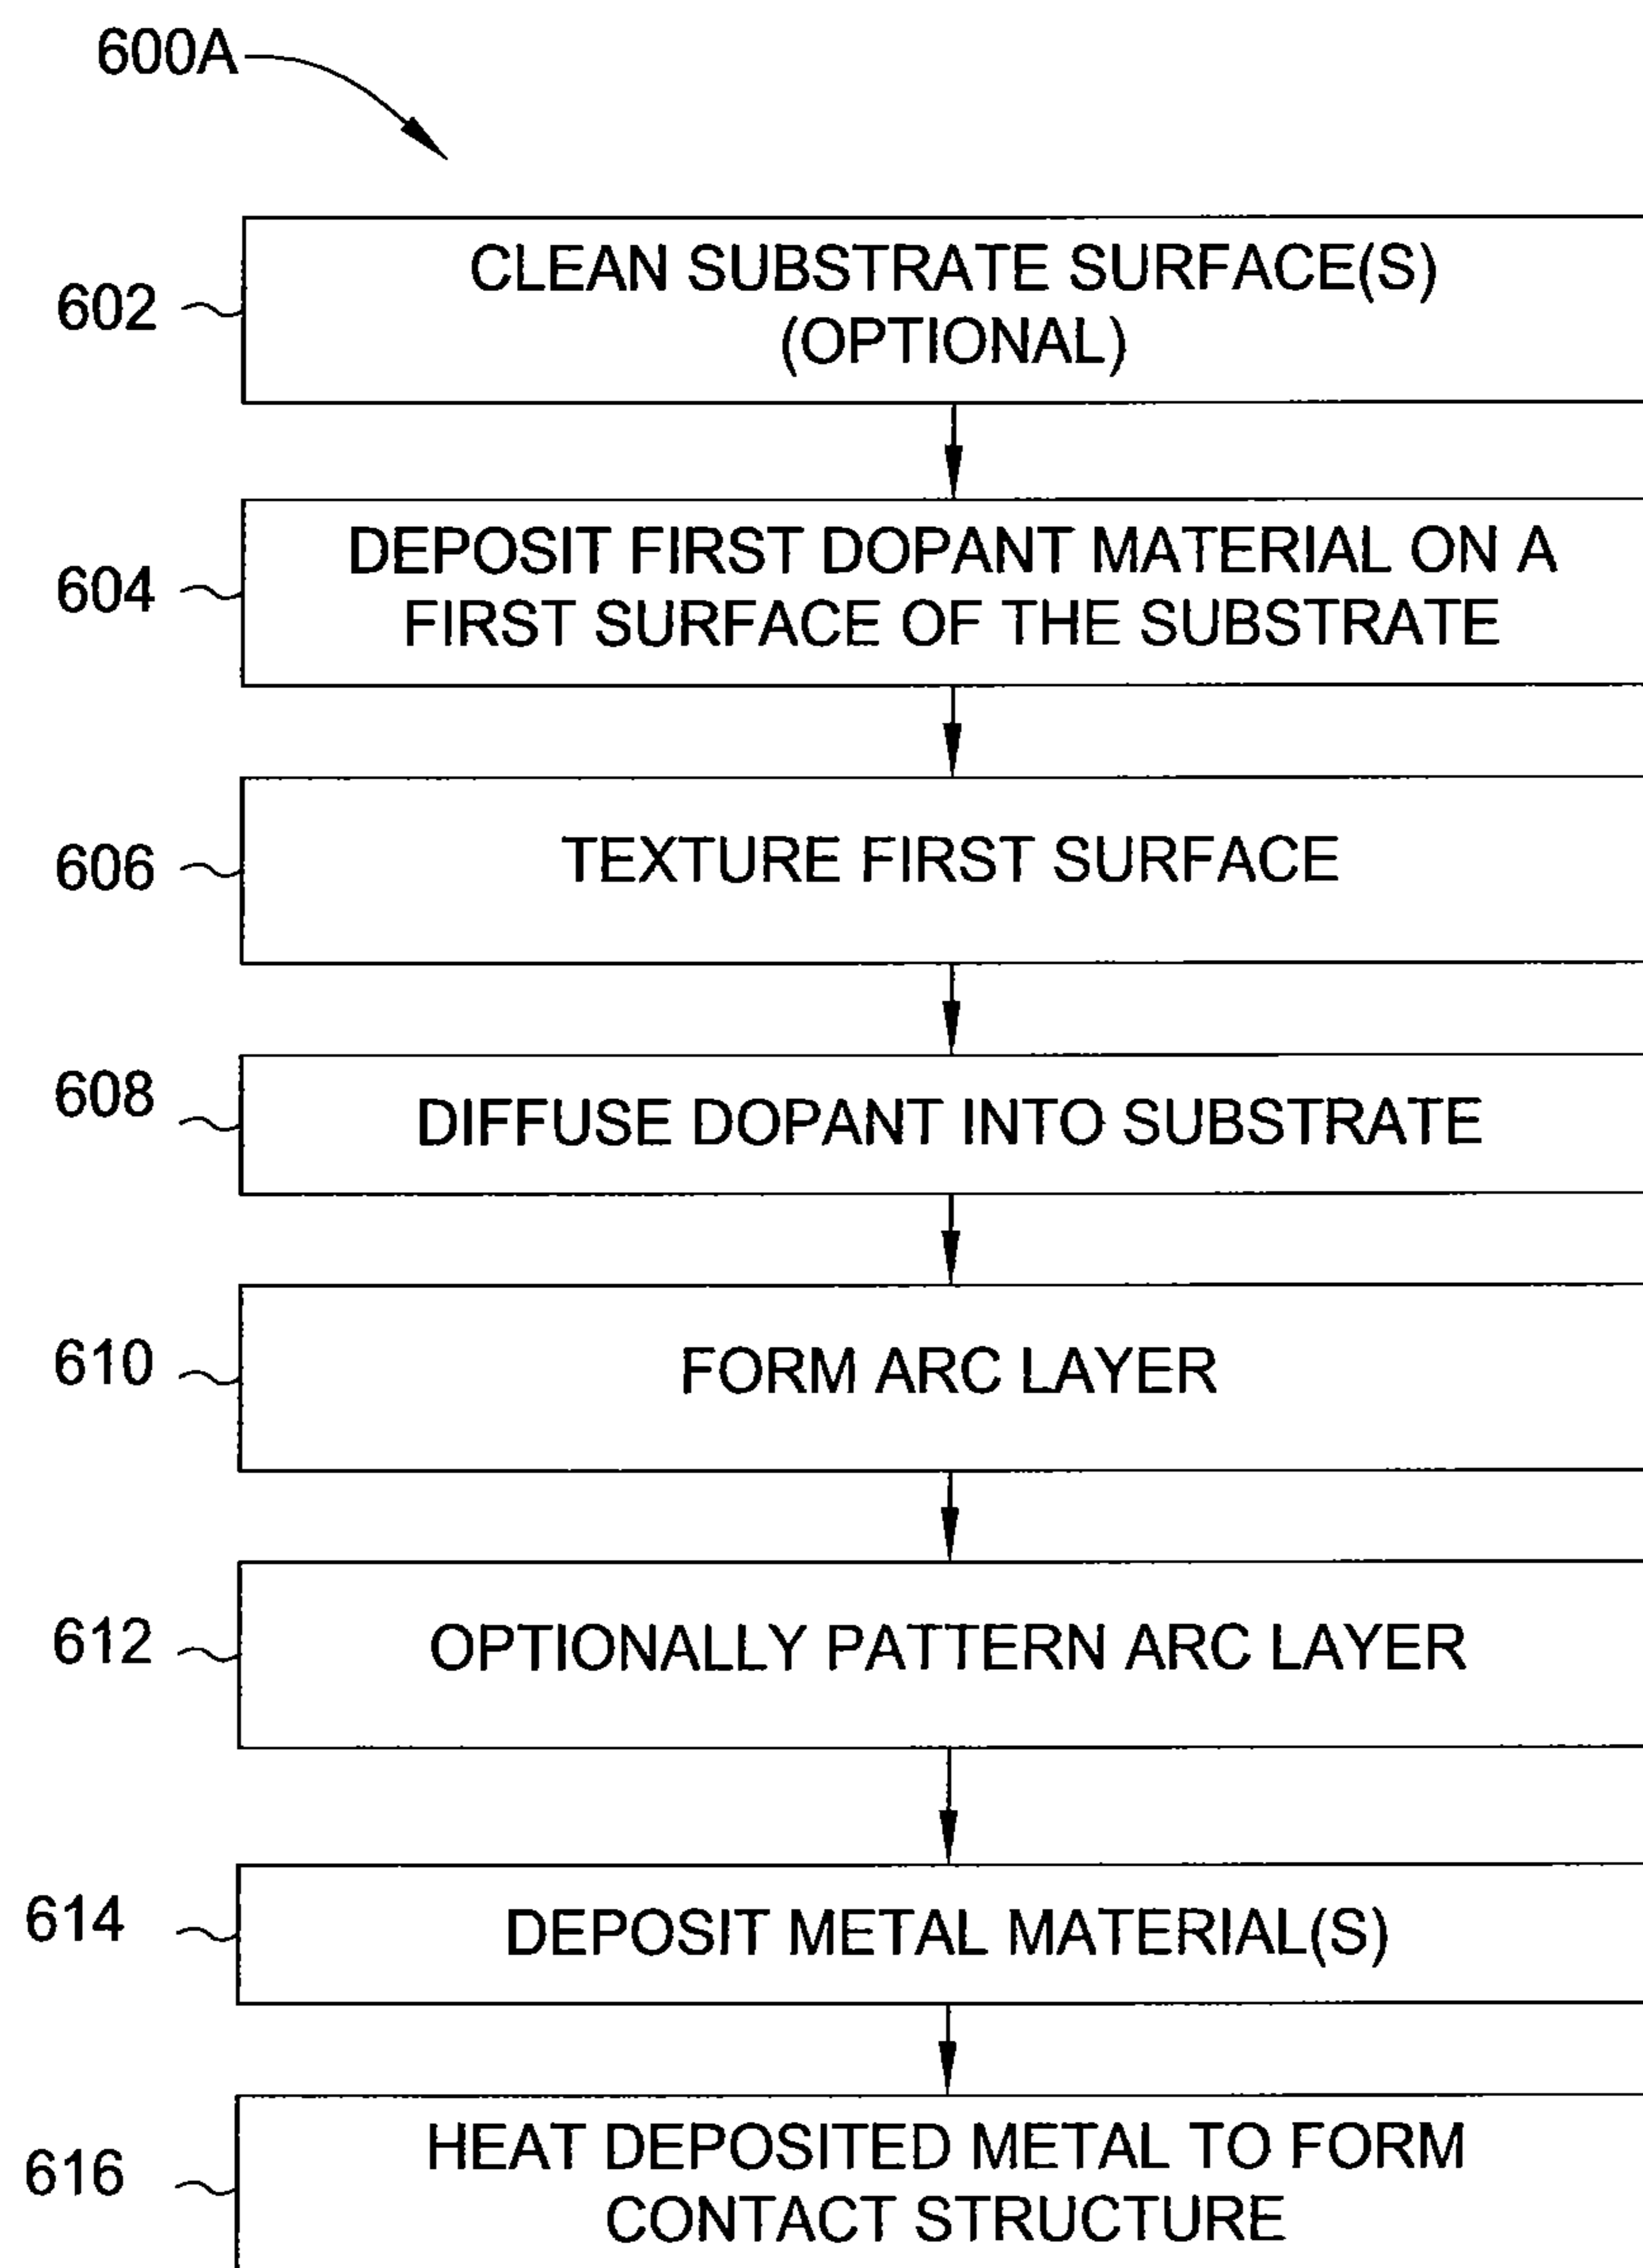 600A
602
CLEAN SUBSTRATE SURFACE(S)
(OPTIONAL)
604
DEPOSIT FIRST DOPANT MATERIAL ON A
FIRST SURFACE OF THE SUBSTRATE
606
TEXTURE FIRST SURFACE
608
DIFFUSE DOPANT INTO SUBSTRATE
610
FORM ARC LAYER
612
OPTIONALLY PATTERN ARC LAYER
614
DEPOSIT METAL MATERIAL(S)
616
HEAT DEPOSITED METAL TO FORM
CONTACT STRUCTURE